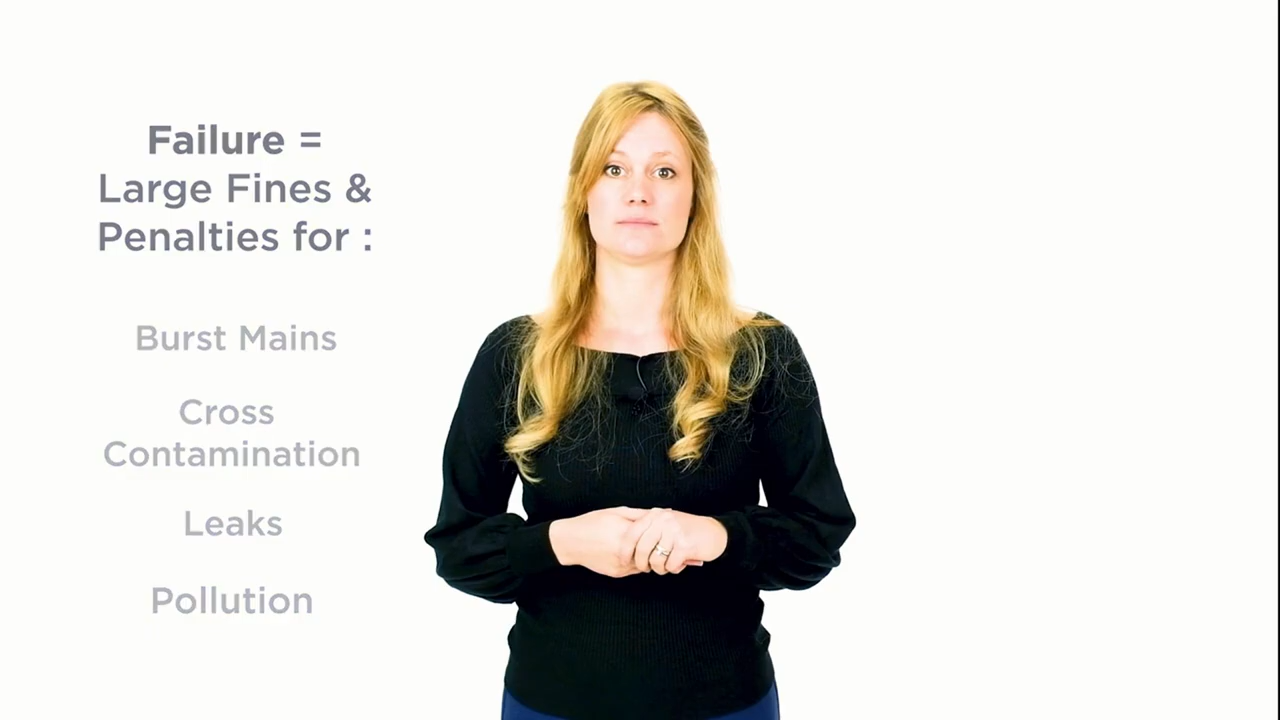 Failure =
Large Fines &
Penalties for :
Burst Mains
Cross
Contamination
Leaks
Pollution